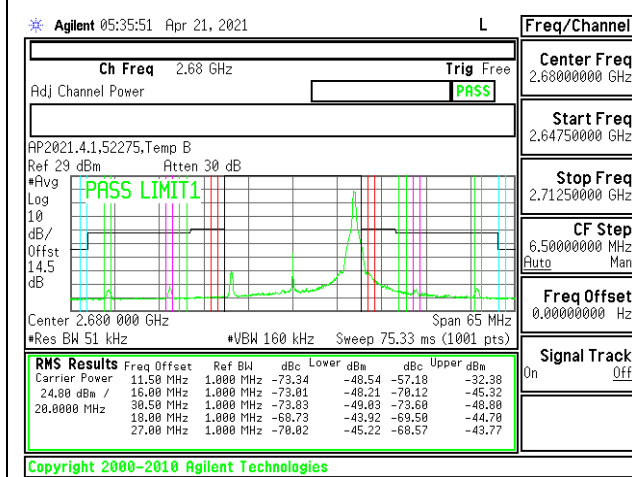 Agilent 05:35:51 Apr 21, 2021 L Freq/Channel
Ch Freq 2.68 GHz Trig Free
Adj Channel Power PASS
Center Freq
2.68000000 GHz
Start Freq
2.64750000 GHz
Stop Freq
2.71250000 GHz
CF Step
6.50000000 MHz
Auto Man
Freq Offset
0.00000000 Hz
Signal Track
On Off
AP2021.4.1,52275,Temp B
Ref 29 dBm Atten 30 dB
#Avg
Log
10
dB/
Offst
14.5
dB
PASS LIMIT1
Center 2.680 000 GHz Span 65 MHz
#Res BW 51 kHz #VBW 160 kHz Sweep 75.33 ms (1001 pts)
RMS Results Freq Offset Ref BW dBc Lower dBm dBc Upper dBm
Carrier Power 11.50 MHz 1.000 MHz -73.34 -48.54 -57.18 -32.38
24.80 dBm / 16.00 MHz 1.000 MHz -73.01 -48.21 -70.12 -45.32
20.0000 MHz 30.50 MHz 1.000 MHz -73.83 -49.03 -73.60 -48.80
18.00 MHz 1.000 MHz -68.73 -43.92 -69.50 -44.70
27.00 MHz 1.000 MHz -70.02 -45.22 -68.57 -43.77
Copyright 2000-2010 Agilent Technologies